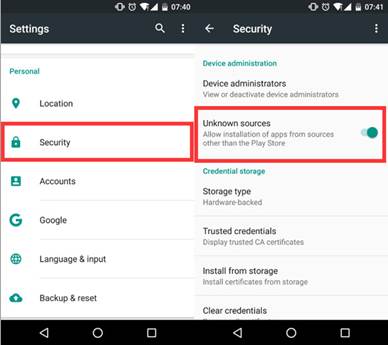 07:40
Settings
Personal
Location
Security
Accounts
Google
Language & input
Backup & reset
07:41
Security
Device administration
Device administrators
View or deactivate device administrators
Unknown sources
Allow installation of apps from sources
other than the Play Store
Credential storage
Storage type
Hardware-backed
Trusted credentials
Display trusted CA certificates
Install from storage
Install certificates from storage
Clear credentials